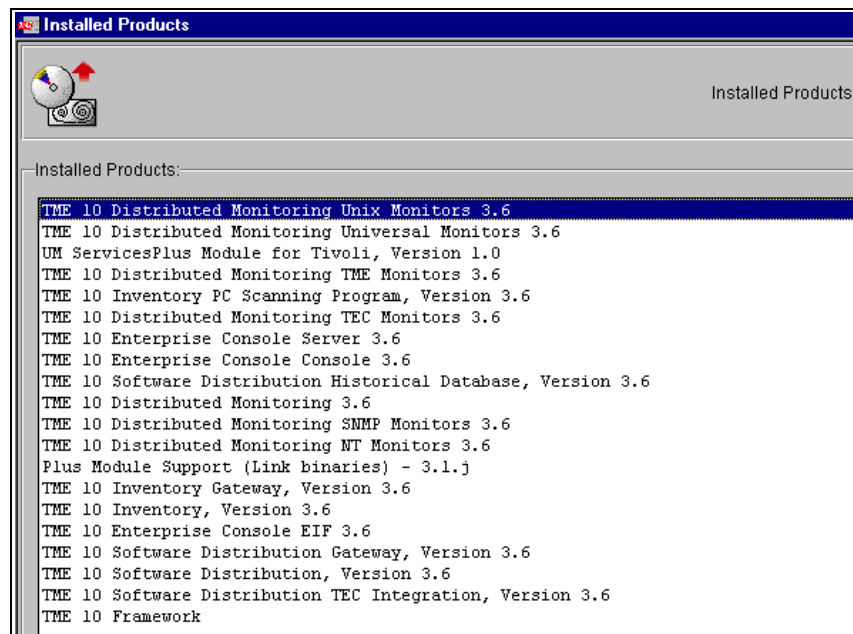 Installed Products
Installed Products
Installed Products:
TME 10 Distributed Monitoring Unix Monitors 3.6
TME 10 Distributed Monitoring Universal Monitors 3.6
UM ServicesPlus Module for Tivoli, Version 1.0
TME 10 Distributed Monitoring TME Monitors 3.6
TME 10 Inventory PC Scanning Program, Version 3.6
TME 10 Distributed Monitoring TEC Monitors 3.6
TME 10 Enterprise Console Server 3.6
TME 10 Enterprise Console Console 3.6
TME 10 Software Distribution Historical Database, Version 3.6
TME 10 Distributed Monitoring 3.6
TME 10 Distributed Monitoring SNMP Monitors 3.6
TME 10 Distributed Monitoring NT Monitors 3.6
Plus Module Support (Link binaries) - 3.1.j
TME 10 Inventory Gateway, Version 3.6
TME 10 Inventory, Version 3.6
TME 10 Enterprise Console EIF 3.6
TME 10 Software Distribution Gateway, Version 3.6
TME 10 Software Distribution, Version 3.6
TME 10 Software Distribution TEC Integration, Version 3.6
TME 10 Framework